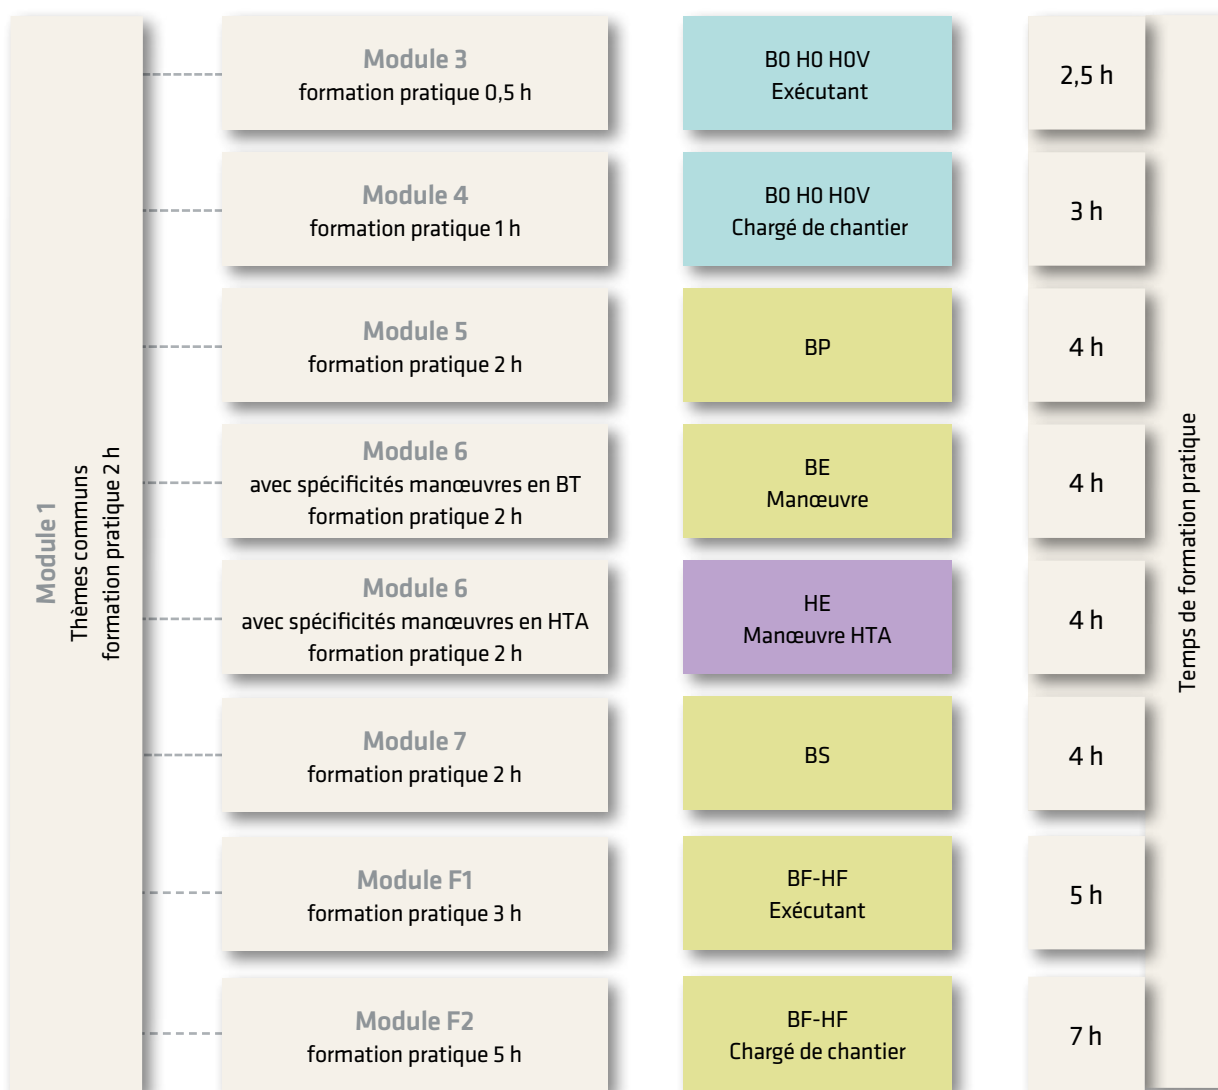 Module 1
Thèmes communs
formation pratique 2 h
Module 3
formation pratique 0,5 h
B0 H0 H0V
Exécutant
2,5 h
Module 4
formation pratique 1 h
B0 H0 H0V
Chargé de chantier
3 h
Module 5
formation pratique 2 h
BP
4 h
Module 6
avec spécificités manœuvres en BT
formation pratique 2 h
BE
Manœuvre
4 h
Module 6
avec spécificités manœuvres en HTA
formation pratique 2 h
HE
Manœuvre HTA
4 h
Module 7
formation pratique 2 h
BS
4 h
Module F1
formation pratique 3 h
BF-HF
Exécutant
5 h
Module F2
formation pratique 5 h
BF-HF
Chargé de chantier
7 h
Temps de formation pratique